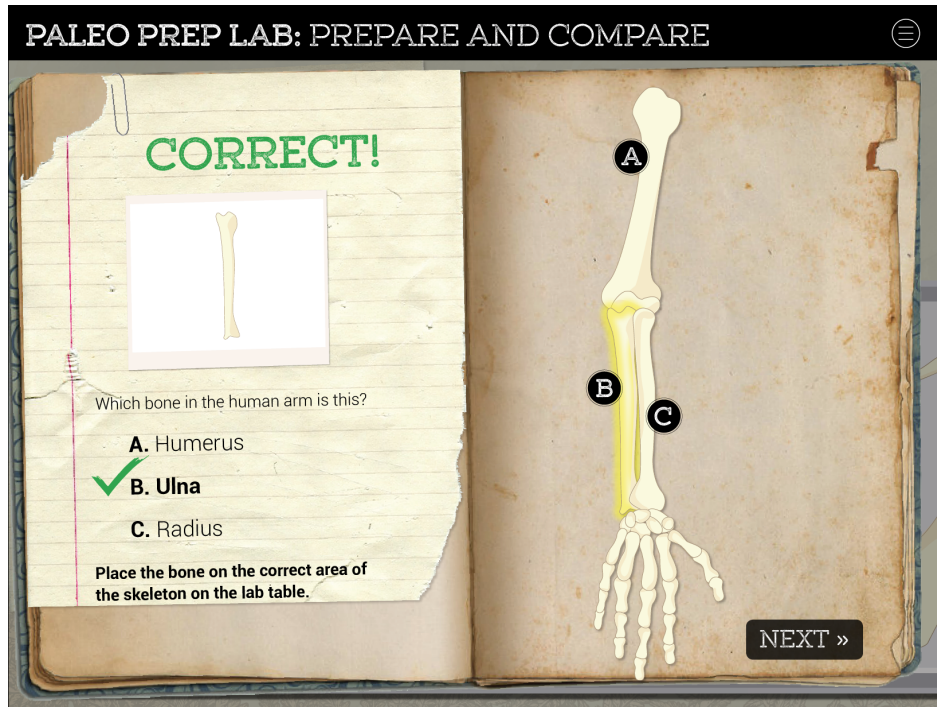 PALEO PREP LAB: PREPARE AND COMPARE
CORRECT!
Which bone in the human arm is this?
A. Humerus
B. Ulna
C. Radius
Place the bone on the correct area of
the skeleton on the lab table.
A
B
C
NEXT »